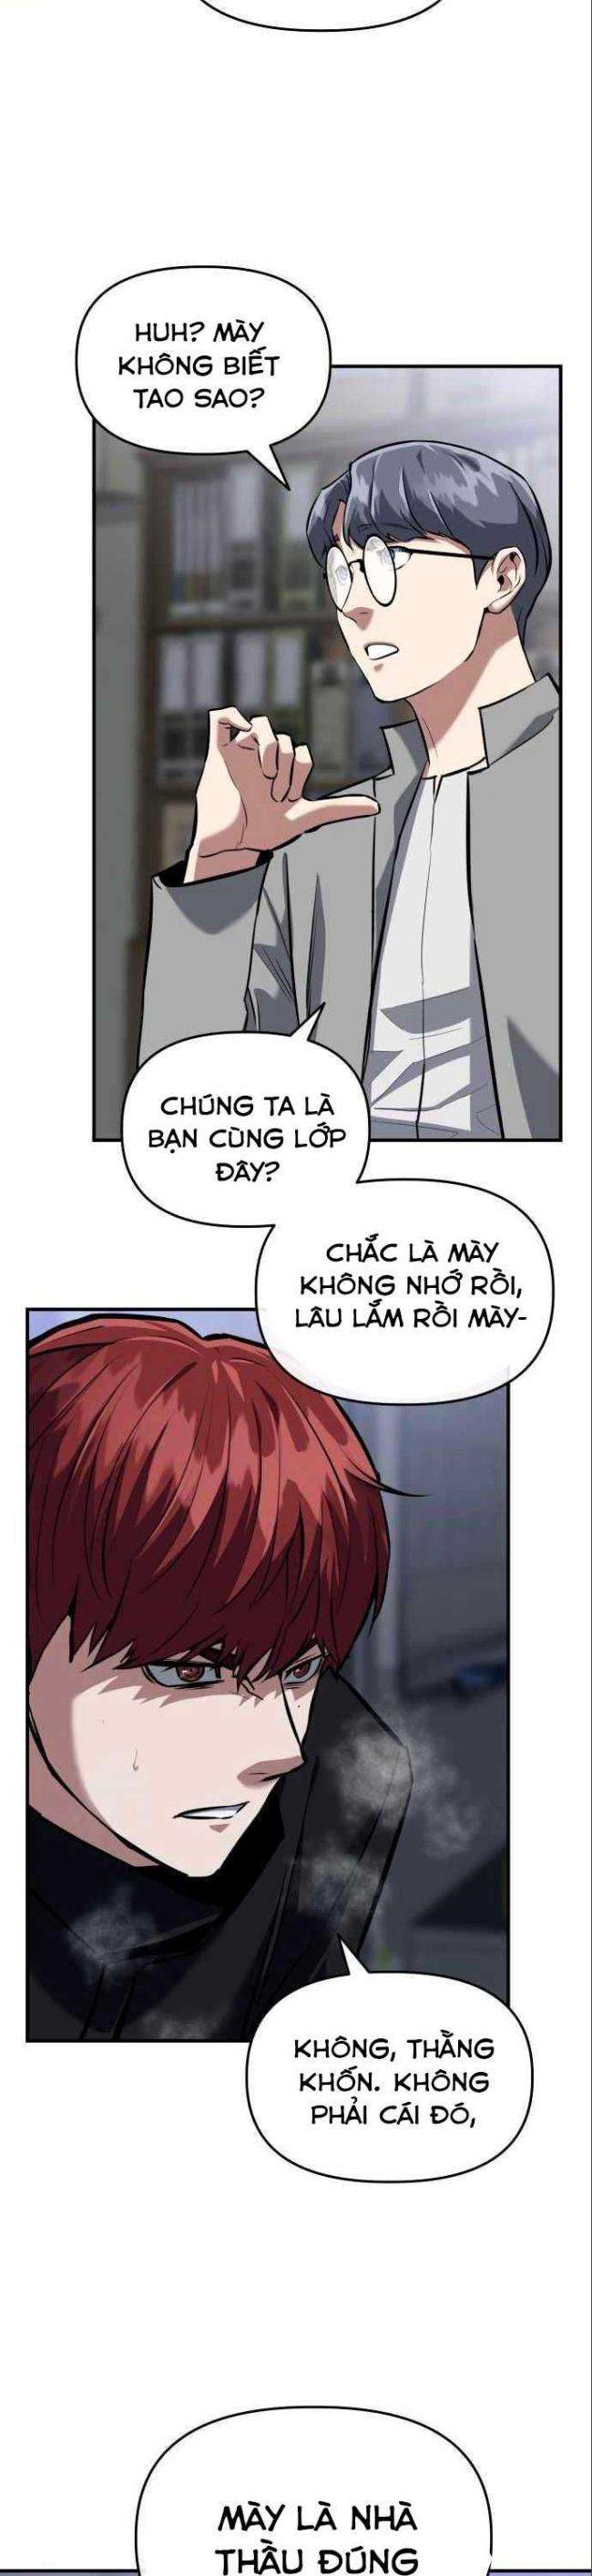 HUH? MÀY
KHÔNG BIẾT
TAO SAO?
CHÚNG TA LÀ
BẠN CÙNG LỚP
ĐÂY?
CHẮC LÀ MÀY
KHÔNG NHỚ RỒI,
LÂU LẮM RỒI MÀY-
KHÔNG, THẰNG
KHỐN. KHÔNG
PHẢI CÁI ĐÓ,
MÀY LÀ NHÀ
THẦU ĐÚNG